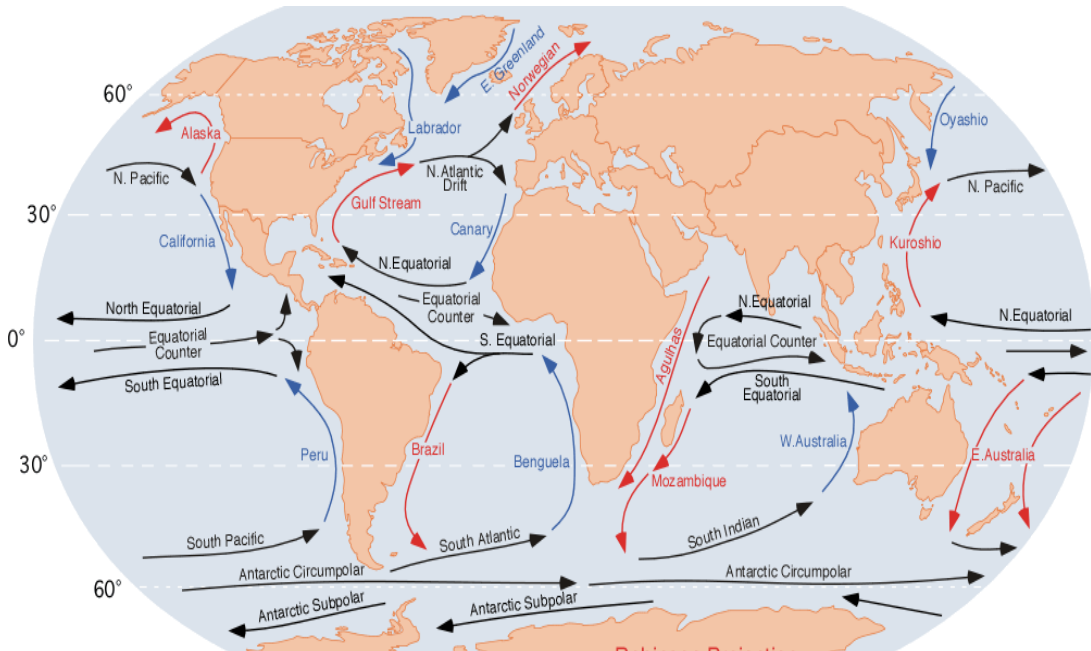 60°
30°
0°
30°
60°
Alaska
N. Pacific
California
North Equatorial
Equatorial
Counter
South Equatorial
Peru
South Pacific
Labrador
E. Greenland
Norwegian
N.Atlantic
Drift
Gulf Stream
Canary
N.Equatorial
Equatorial
Counter
S. Equatorial
Brazil
Benguela
South Atlantic
Antarctic Circumpolar
Antarctic Subpolar
Antarctic Subpolar
Agulhas
Mozambique
N.Equatorial
Equatorial Counter
South
Equatorial
W.Australia
South Indian
Antarctic Circumpolar
Oyashio
N. Pacific
Kuroshio
N.Equatorial
E.Australia